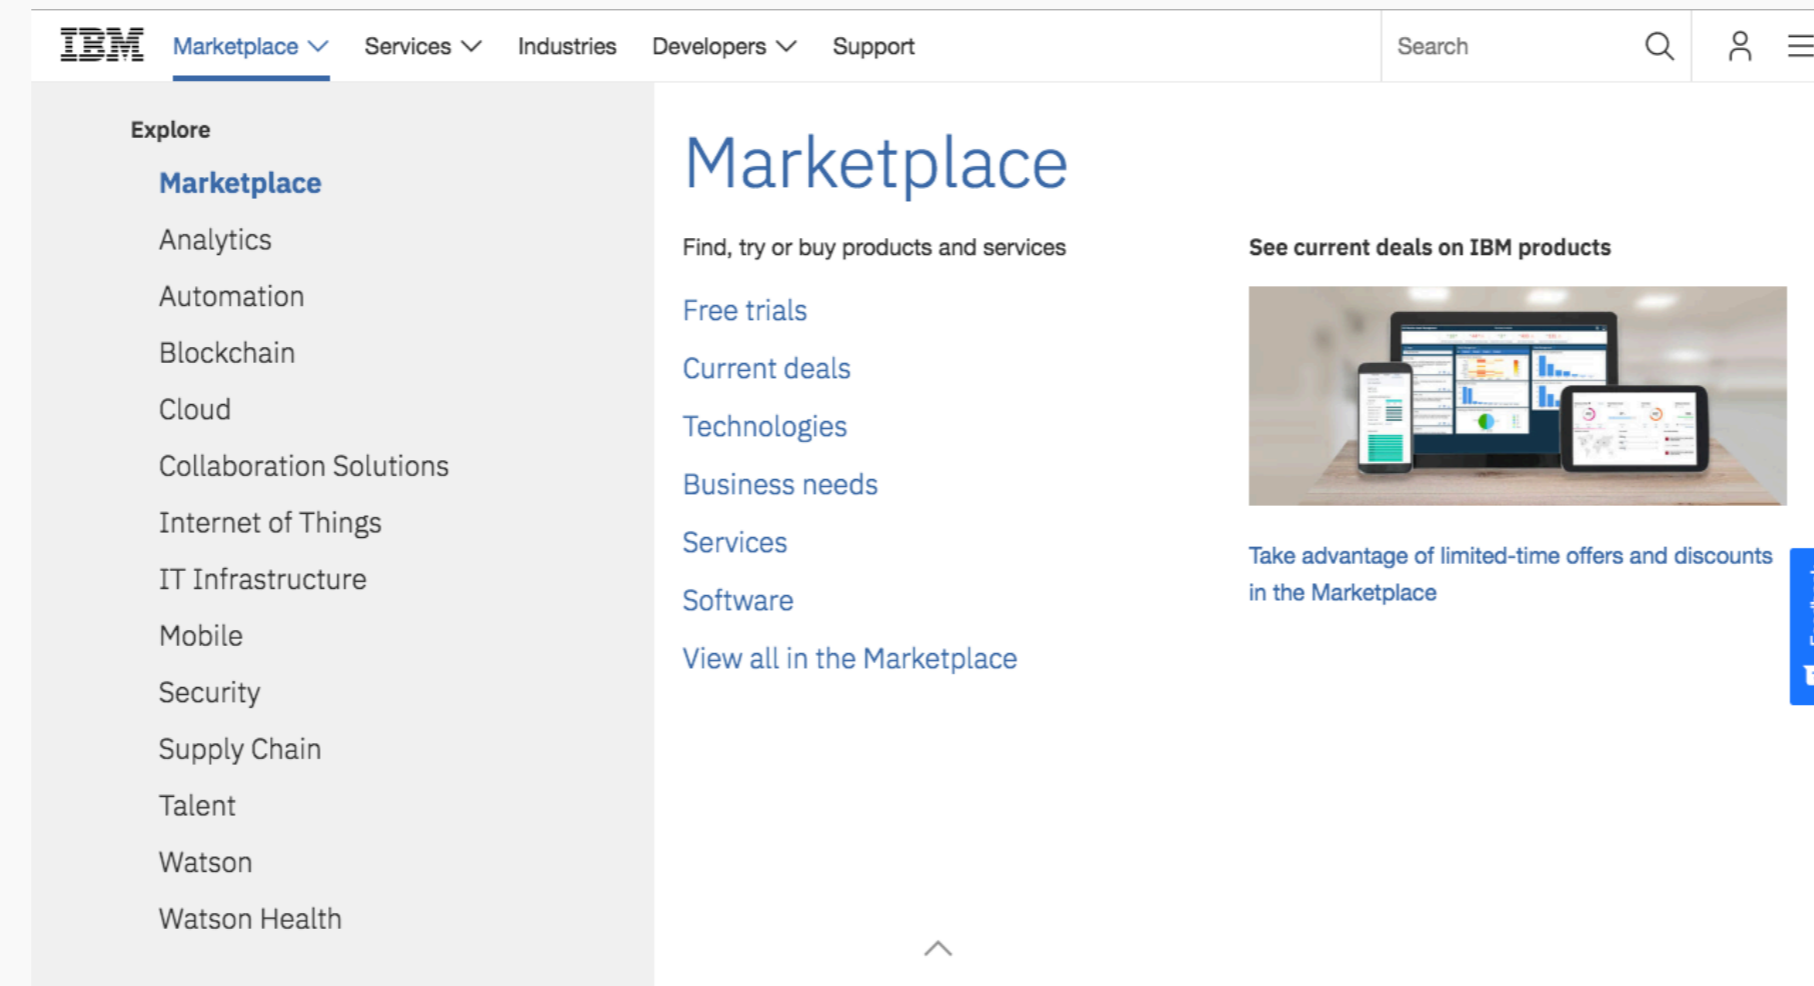 IBM
Marketplace
Services
Industries
Developers
Support
Search
Explore
Marketplace
Analytics
Automation
Blockchain
Cloud
Collaboration Solutions
Internet of Things
IT Infrastructure
Mobile
Security
Supply Chain
Talent
Watson
Watson Health
Marketplace
Find, try or buy products and services
Free trials
Current deals
Technologies
Business needs
Services
Software
View all in the Marketplace
See current deals on IBM products
Take advantage of limited-time offers and discounts
in the Marketplace